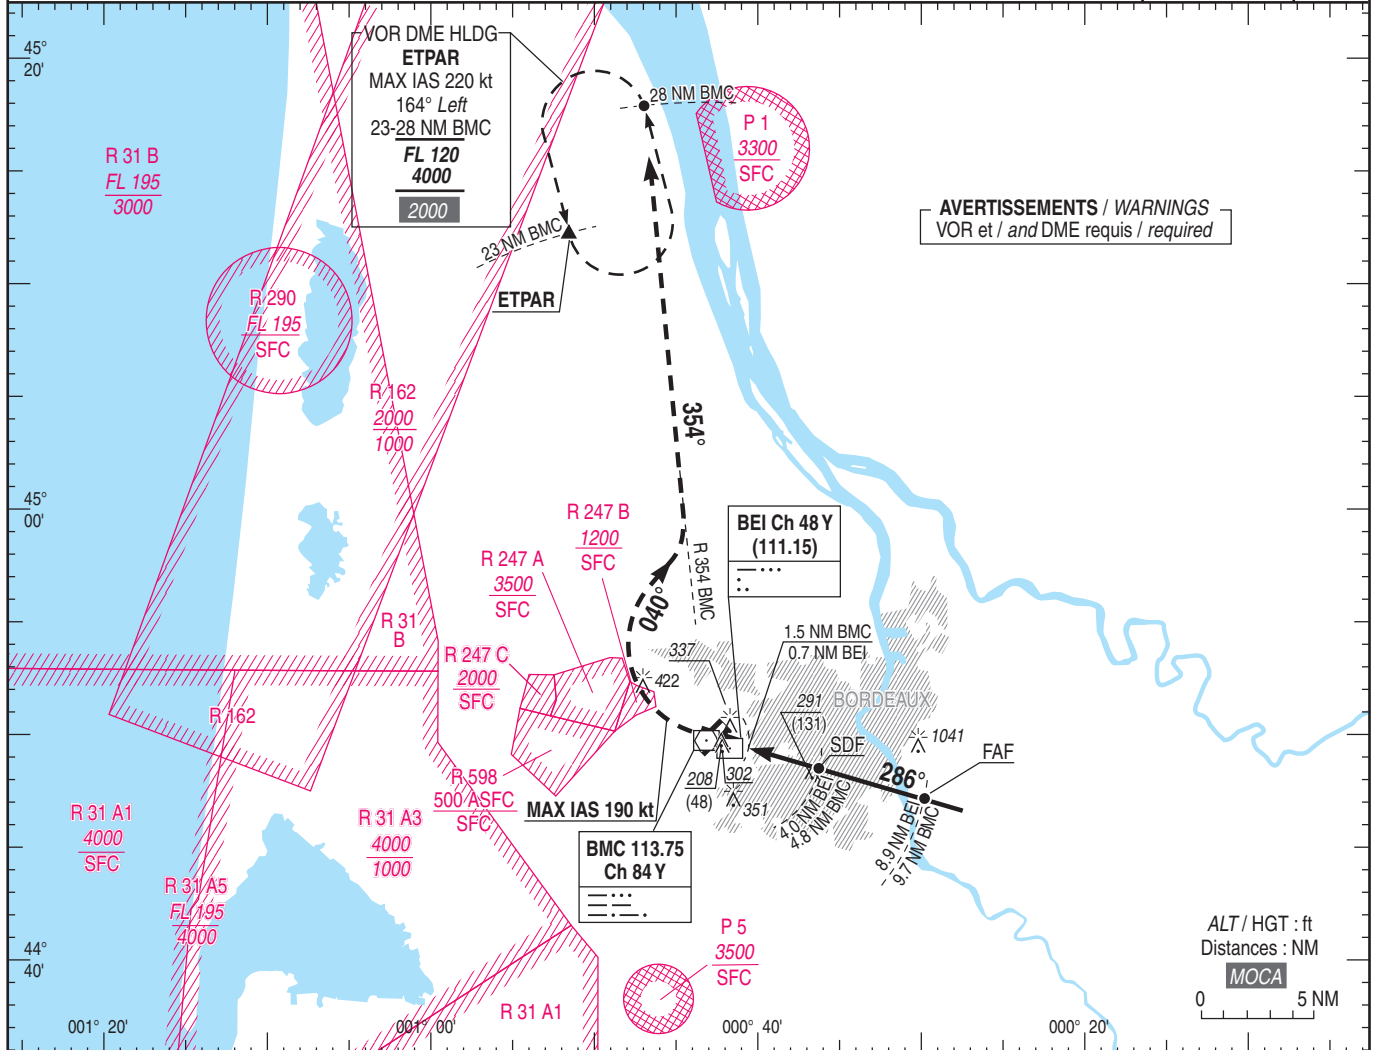 45°
20'
VOR DME HLDG
ETPAR
MAX IAS 220 kt
164° Left
23-28 NM BMC
FL 120
4000
2000
28 NM BMC
P 1
3300
SFC
R 31 B
FL 195
3000
AVERTISSEMENTS / WARNINGS
VOR et / and DME requis / required
23 NM BMC
ETPAR
R 290
FL 195
SFC
R 162
2000
1000
354°
45°
00'
R 247 B
1200
SFC
BEI Ch 48 Y
(111.15)
R 247 A
3500
SFC
R 354 BMC
040°
R 31
B
1.5 NM BMC
0.7 NM BEI
337
R 247 C
2000
SFC
422
291
(131)
BORDEAUX
R 162
1041
SDF
FAF
286°
R 598
500 ASFC
SFC
208
(48)
302
351
MAX IAS 190 kt
4.0 NM BEI
4.8 NM BMC
8.9 NM BEI
9.7 NM BMC
R 31 A1
4000
SFC
R 31 A3
4000
1000
BMC 113.75
Ch 84 Y
R 31 A5
FL 195
4000
P 5
3500
SFC
ALT / HGT : ft
Distances : NM
MOCA
0 5 NM
44°
40'
R 31 A1
001° 20'
001° 00'
000° 40'
000° 20'